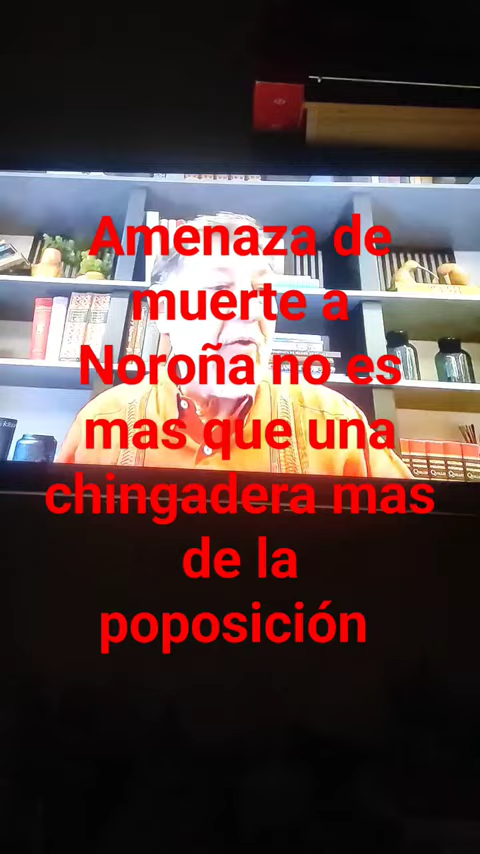 Amenaza de
muerte a
Noroña no es
mas que una
chingadera mas
de la
poposición